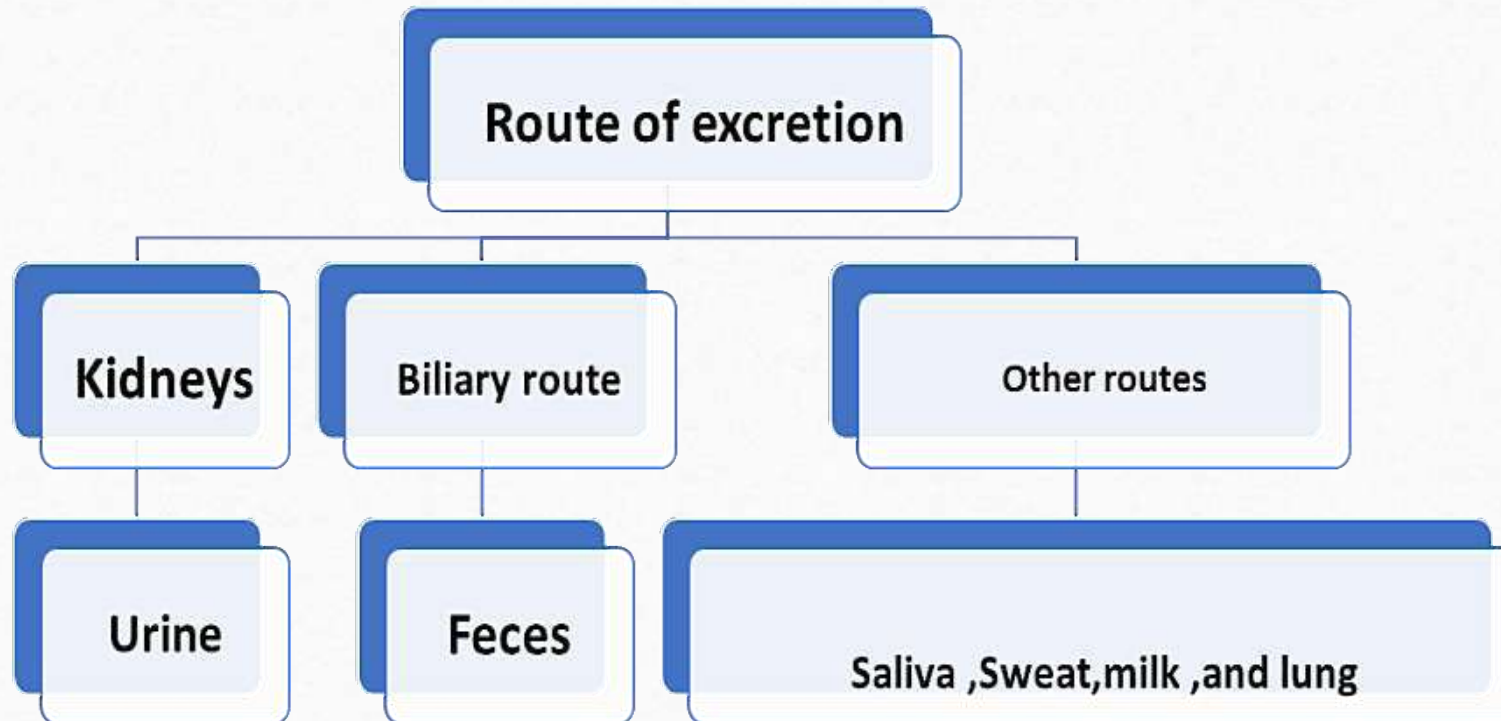 Route of excretion
Kidneys
Biliary route
Other routes
Urine
Feces
Saliva ,Sweat,milk ,and lung